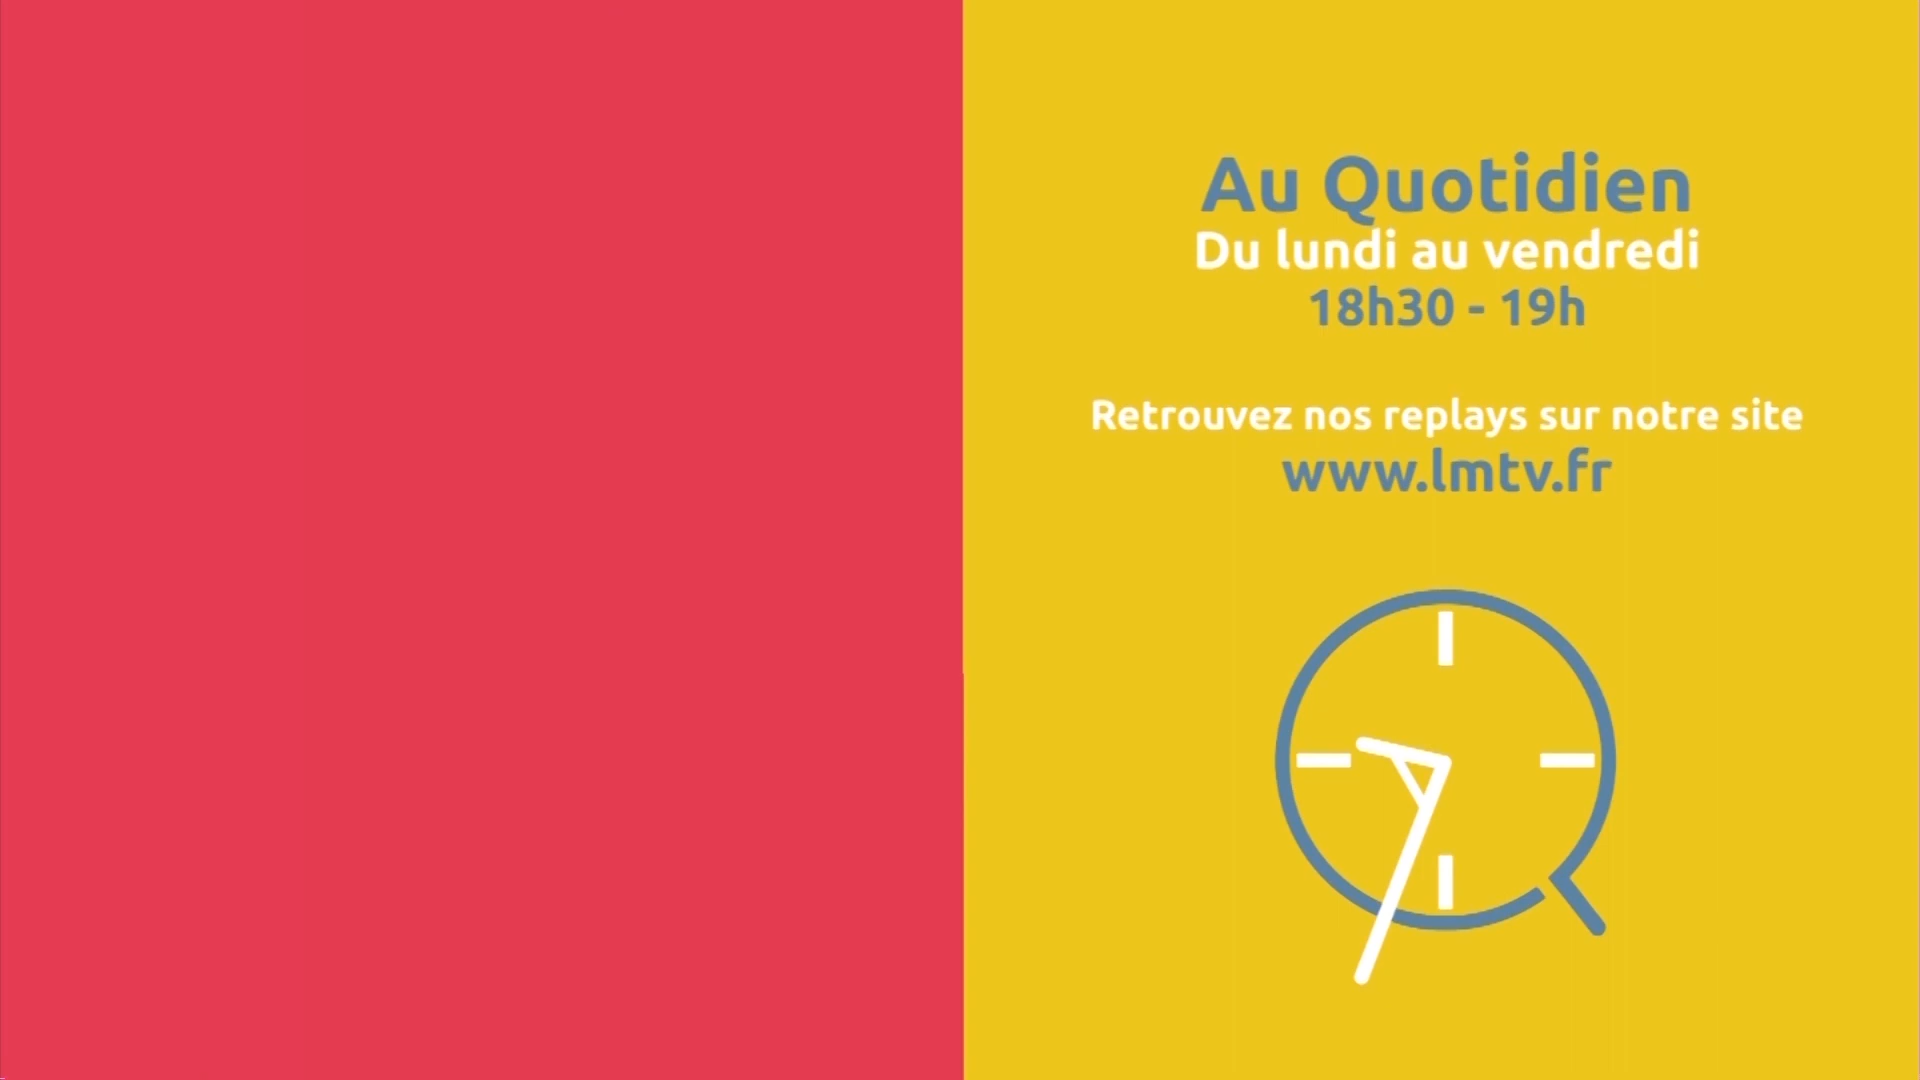 Au Quotidien
Du lundi au vendredi
18h30 - 19h
Retrouvez nos replays sur notre site
www.lmtv.fr